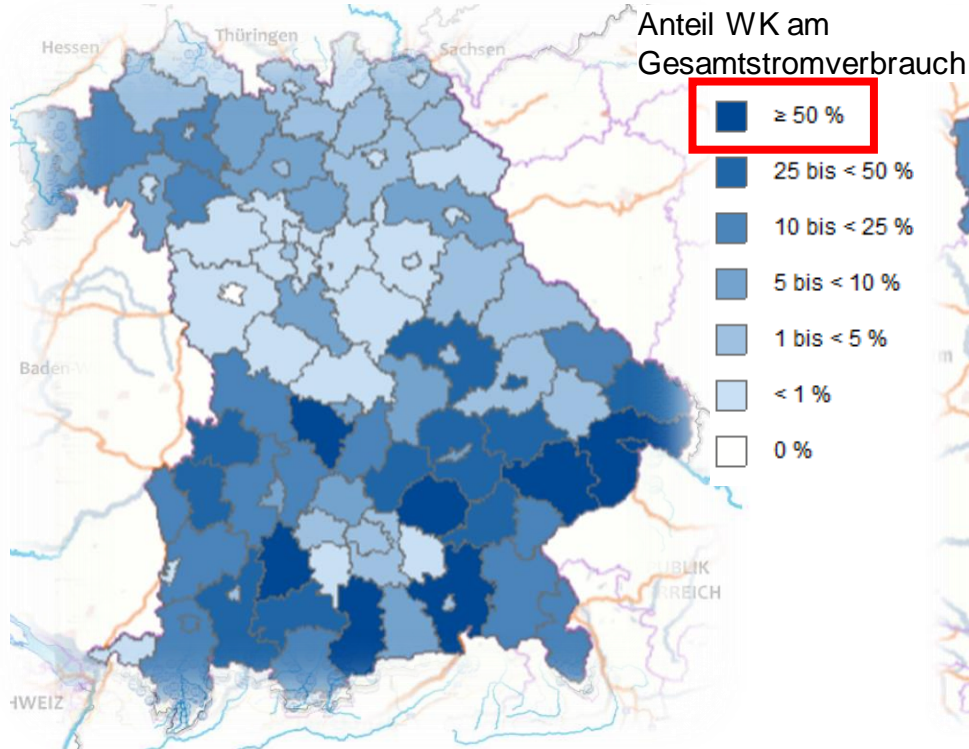 Anteil WK am
Gesamtstromverbrauch
≥ 50 %
25 bis < 50 %
10 bis < 25 %
5 bis < 10 %
1 bis < 5 %
< 1 %
0 %
Hessen
Thüringen
Sachsen
Baden-W
UBLIK
RREICH
HWEIZ
m